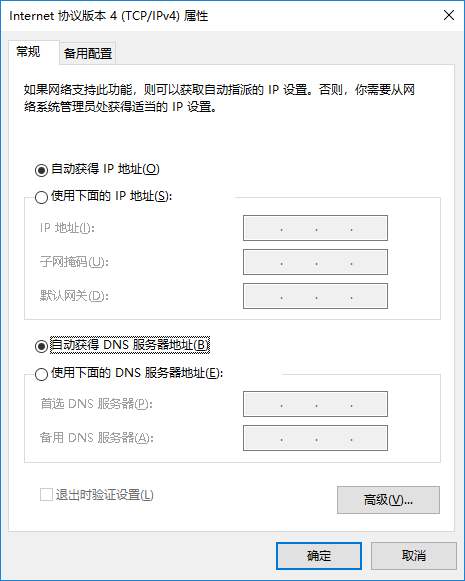 Internet 协议版本 4 (TCP/IPv4) 属性
常规 备用配置
如果网络支持此功能，则可以获取自动指派的 IP 设置。否则，你需要从网
络系统管理员处获得适当的 IP 设置。
自动获得 IP 地址(O)
使用下面的 IP 地址(S):
IP 地址(I):
子网掩码(U):
默认网关(D):
自动获得 DNS 服务器地址(B)
使用下面的 DNS 服务器地址(E):
首选 DNS 服务器(P):
备用 DNS 服务器(A):
退出时验证设置(L)
高级(V)...
确定 取消